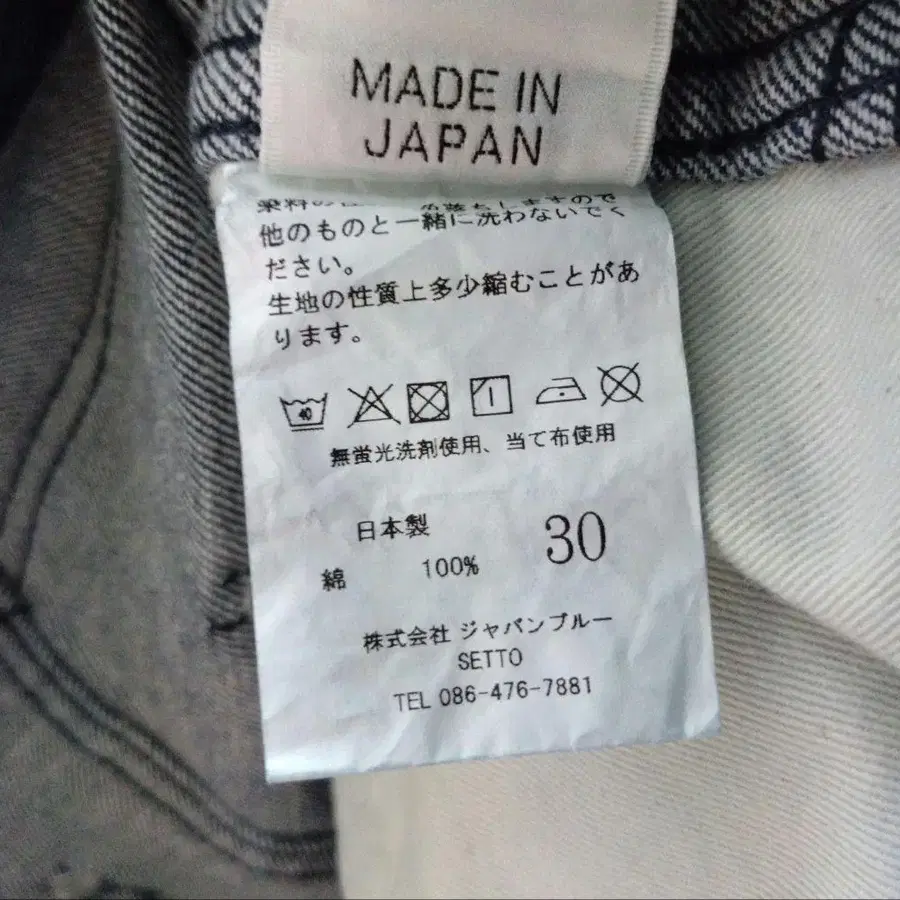 MADE IN
JAPAN
他のものと一緒に洗わないでく
ださい。
生地の性質上多少縮むことがあ
ります。
40
無蛍光洗剤使用、当て布使用
日本製
30
綿 100%
株式会社 ジャパンブルー
SETTO
TEL 086-476-7881